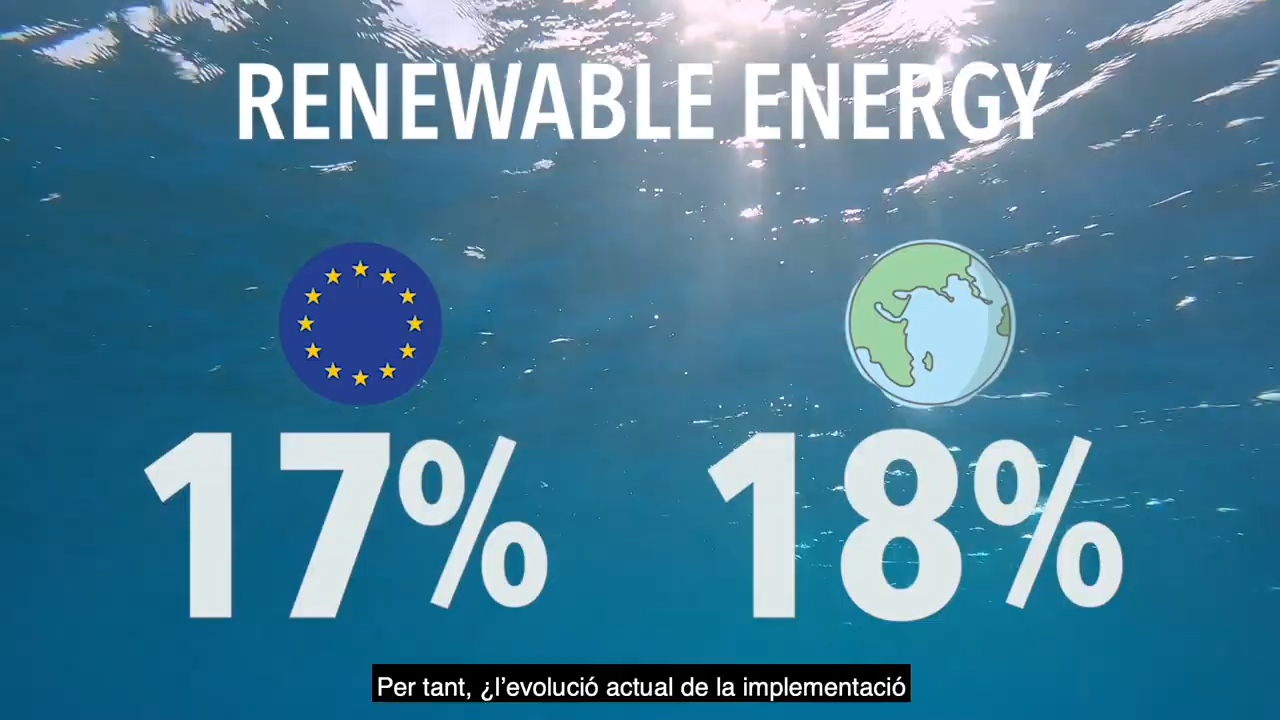 RENEWABLE ENERGY
17% 18%
Per tant, ¿l’evolució actual de la implementació